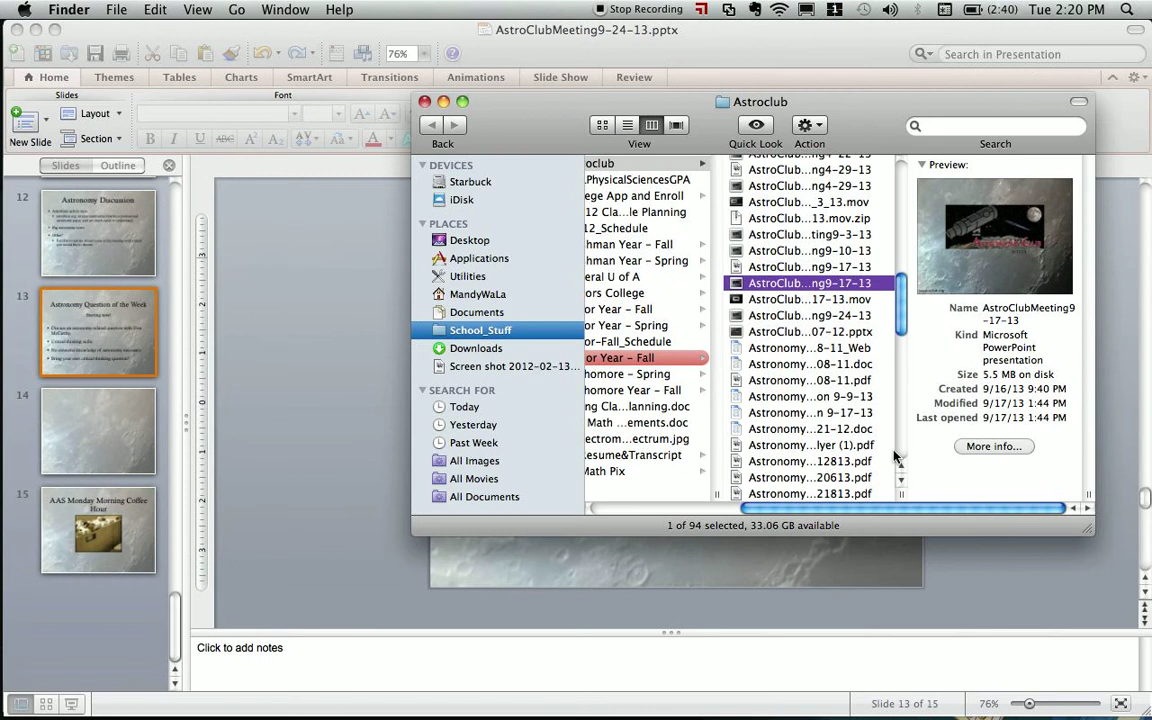 Finder File Edit View Go Window Help Stop Recording (2:40) Tue 2:20 PM
AstroClubMeeting9-24-13.pptx
76% Search in Presentation
Home Themes Tables Charts SmartArt Transitions Animations Slide Show Review
Slides Font
New Slide
Layout
Section
B I U ABC A² A₂
Slides Outline
12
Astronomy Discussion
13
Astronomy Question of the Week
14
15
AAS Monday Morning Coffee
Hour
Astroclub
Back View Quick Look Action Search
DEVICES
Starbuck
iDisk
PLACES
Desktop
Applications
Utilities
MandyWaLa
Documents
School_Stuff
Downloads
Screen shot 2012-02-13...
SEARCH FOR
Today
Yesterday
Past Week
All Images
All Movies
All Documents
oclub
PhysicalSciencesGPA
ege App and Enroll
12 Cla...le Planning
12_Schedule
hman Year – Fall
hman Year – Spring
eral U of A
ors College
or Year – Fall
or Year – Spring
or-Fall_Schedule
or Year – Fall
homore – Spring
homore Year – Fall
ng Cla...lanning.doc
Math ...ements.doc
ectrom...ectrum.jpg
Resume&Transcript
Math Pix
AstroClub...ng4-22-13
AstroClub...ng4-29-13
AstroClub...ng4-29-13
AstroClub..._3_13.mov
AstroClub...13.mov.zip
AstroClub...ting9-3-13
AstroClub...ng9-10-13
AstroClub...ng9-17-13
AstroClub...ng9-17-13
AstroClub...17-13.mov
AstroClub...ng9-24-13
AstroClub...07-12.pptx
Astronomy...8-11_Web
Astronomy...08-11.doc
Astronomy...08-11.pdf
Astronomy...on 9-9-13
Astronomy...n 9-17-13
Astronomy...21-12.doc
Astronomy...lyer (1).pdf
Astronomy...12813.pdf
Astronomy...20613.pdf
Astronomy...21813.pdf
Preview:
Name AstroClubMeeting9
-17-13
Kind Microsoft
PowerPoint
presentation
Size 5.5 MB on disk
Created 9/16/13 9:40 PM
Modified 9/17/13 1:44 PM
Last opened 9/17/13 1:44 PM
More info...
1 of 94 selected, 33.06 GB available
Click to add notes
Slide 13 of 15 76%